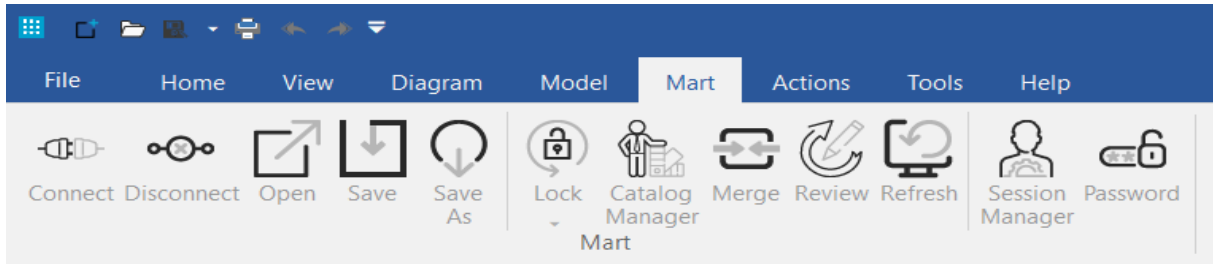 File Home View Diagram Model Mart Actions Tools Help
Connect Disconnect Open Save Save As Lock Catalog Manager Merge Review Refresh Session Manager Password
Mart